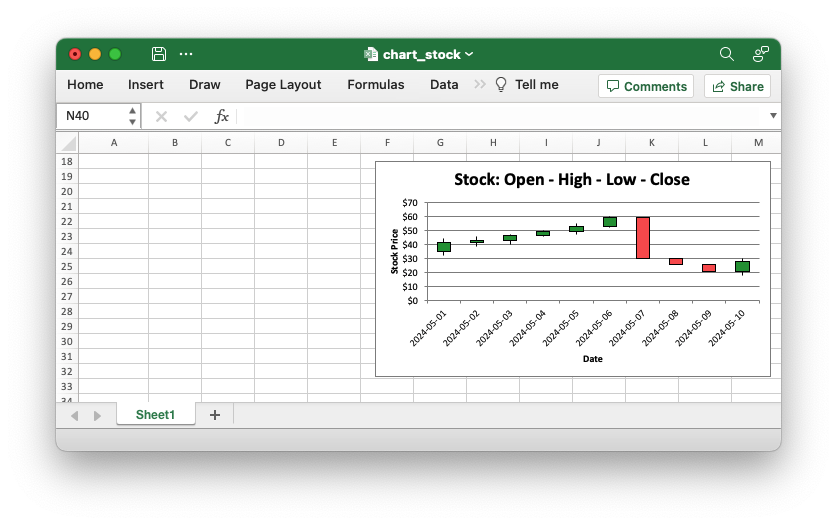 chart_stock
Home Insert Draw Page Layout Formulas Data Tell me Comments Share
N40 fx
A B C D E F G H I J K L M
18
19
20
21
22
23
24
25
26
27
28
29
30
31
32
33
34
Stock: Open - High - Low - Close
Stock Price
$70
$60
$50
$40
$30
$20
$10
$0
2024-05-01 2024-05-02 2024-05-03 2024-05-04 2024-05-05 2024-05-06 2024-05-07 2024-05-08 2024-05-09 2024-05-10
Date
Sheet1 +